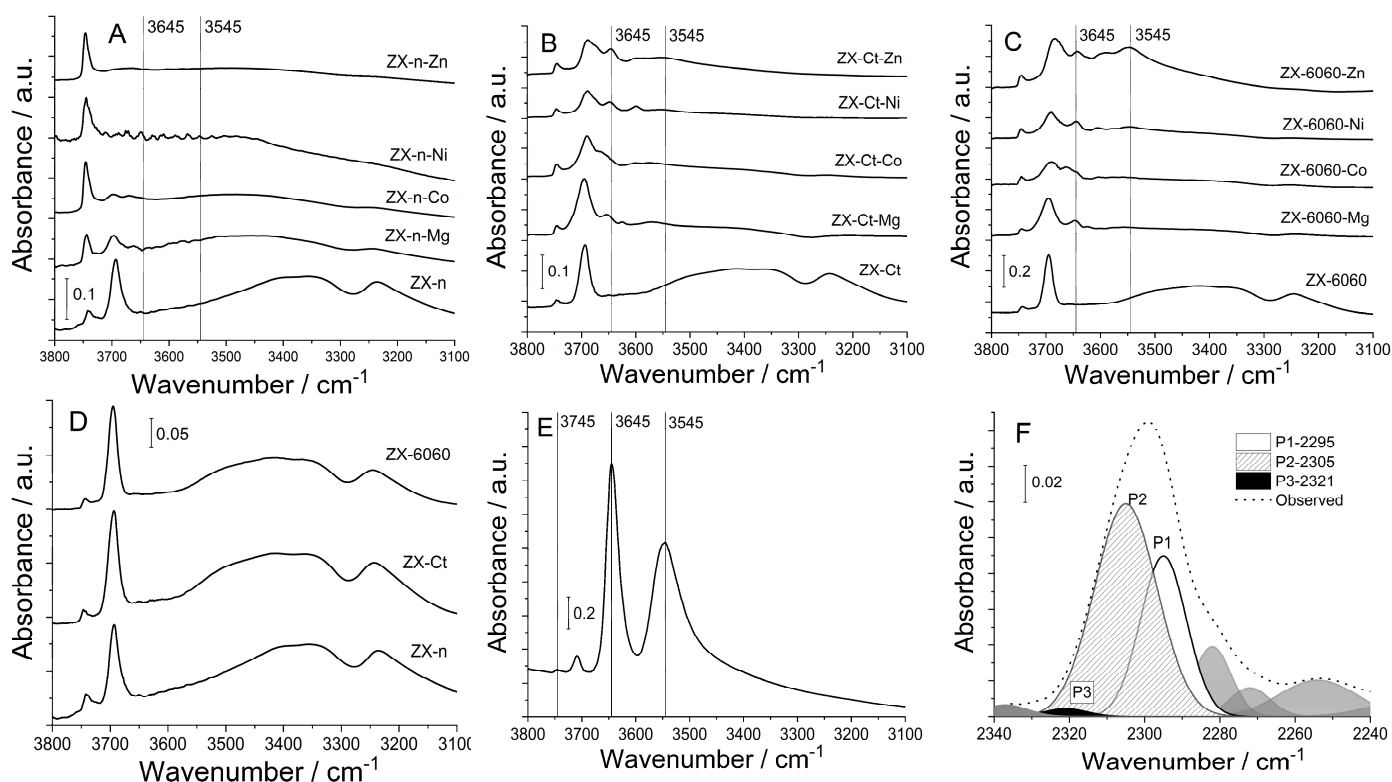 A
3645
3545
ZX-n-Zn
ZX-n-Ni
ZX-n-Co
ZX-n-Mg
ZX-n
0.1
Absorbance / a.u.
3800 3700 3600 3500 3400 3300 3200 3100
Wavenumber / cm-1
B
3645
3545
ZX-Ct-Zn
ZX-Ct-Ni
ZX-Ct-Co
ZX-Ct-Mg
ZX-Ct
0.1
Absorbance / a.u.
3800 3700 3600 3500 3400 3300 3200 3100
Wavenumber / cm-1
C
3645
3545
ZX-6060-Zn
ZX-6060-Ni
ZX-6060-Co
ZX-6060-Mg
ZX-6060
0.2
Absorbance / a.u.
3800 3700 3600 3500 3400 3300 3200 3100
Wavenumber / cm-1
D
0.05
ZX-6060
ZX-Ct
ZX-n
Absorbance / a.u.
3800 3700 3600 3500 3400 3300 3200 310
Wavenumber / cm-1
E
3745
3645
3545
0.2
Absorbance / a.u.
3800 3700 3600 3500 3400 3300 3200 3100
Wavenumber / cm-1
F
P1-2295
P2-2305
P3-2321
Observed
0.02
P2
P1
P3
Absorbance / a.u.
2340 2320 2300 2280 2260 2240
Wavenumber / cm-1